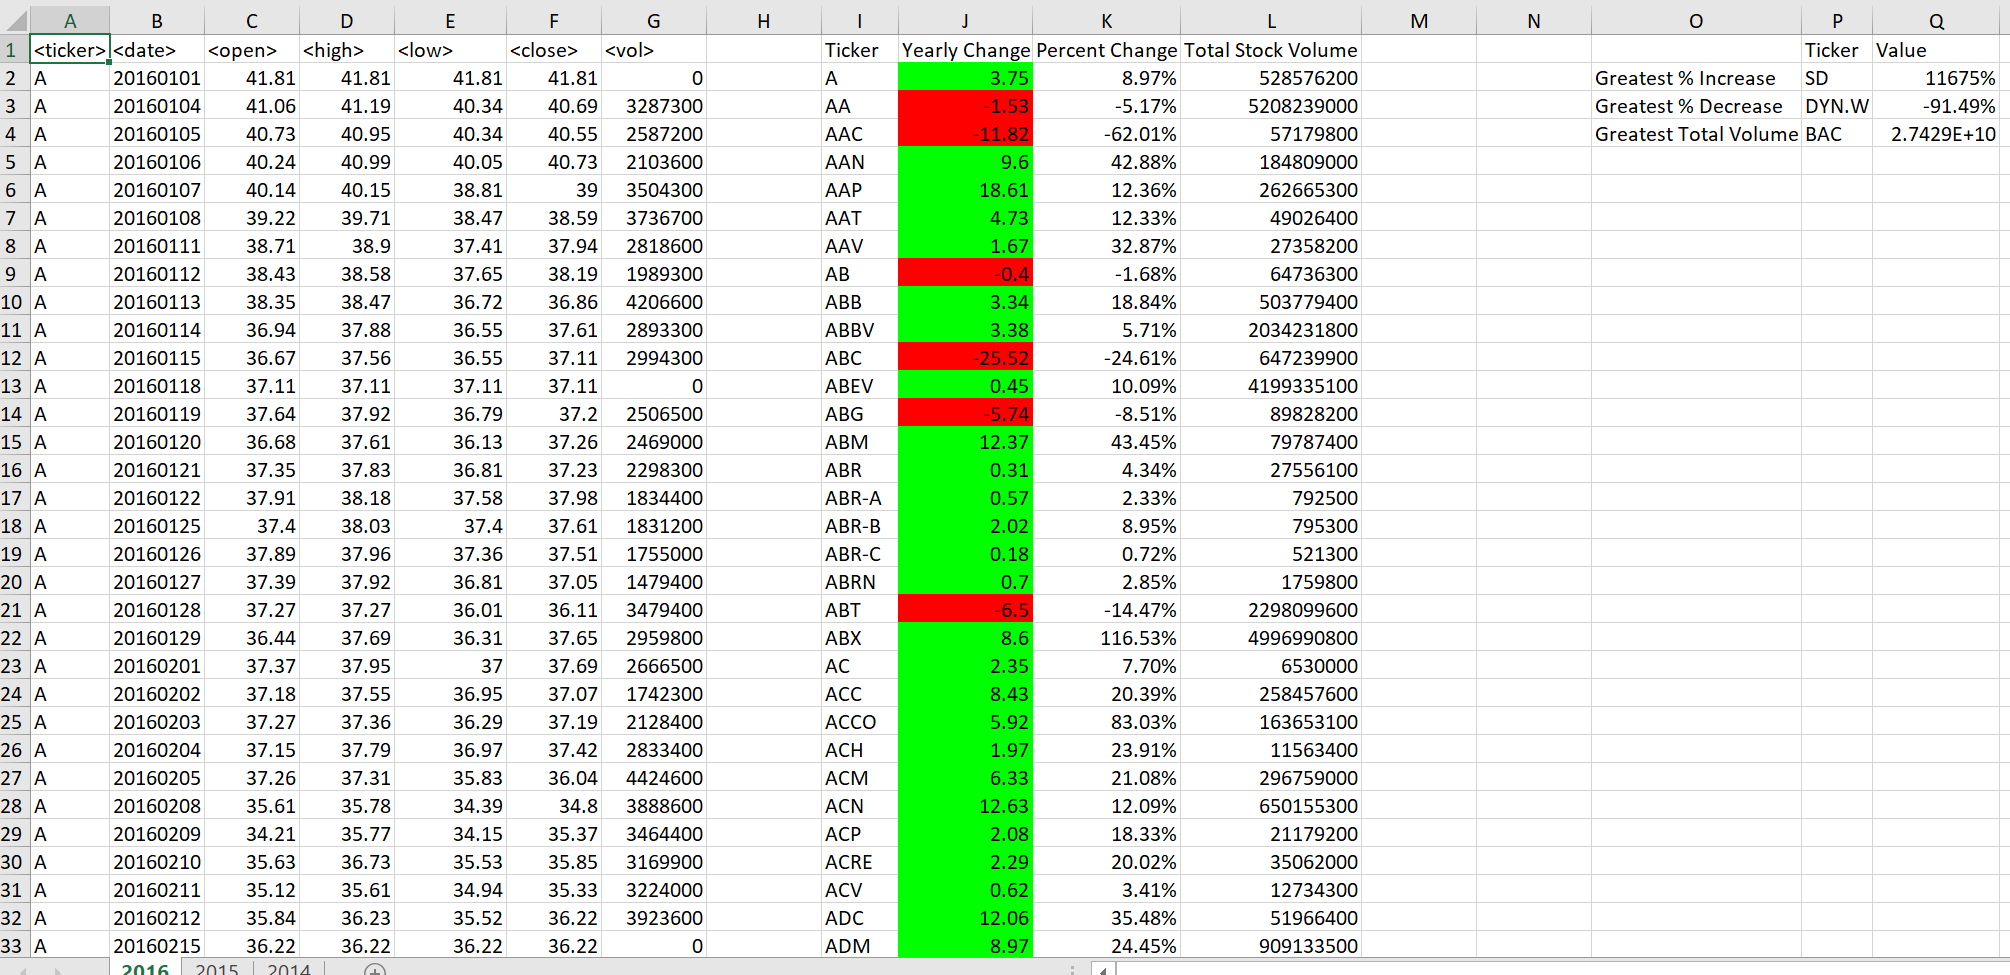 A B C D E F G H I J K L M N O P Q
1 <ticker> <date> <open> <high> <low> <close> <vol> Ticker Yearly Change Percent Change Total Stock Volume Ticker Value
2 A 20160101 41.81 41.81 41.81 41.81 0 A 3.75 8.97% 528576200 Greatest % Increase SD 11675%
3 A 20160104 41.06 41.19 40.34 40.69 3287300 AA -1.53 -5.17% 5208239000 Greatest % Decrease DYN.W -91.49%
4 A 20160105 40.73 40.95 40.34 40.55 2587200 AAC -11.82 -62.01% 57179800 Greatest Total Volume BAC 2.7429E+10
5 A 20160106 40.24 40.99 40.05 40.73 2103600 AAN 9.6 42.88% 184809000
6 A 20160107 40.14 40.15 38.81 39 3504300 AAP 18.61 12.36% 262665300
7 A 20160108 39.22 39.71 38.47 38.59 3736700 AAT 4.73 12.33% 49026400
8 A 20160111 38.71 38.9 37.41 37.94 2818600 AAV 1.67 32.87% 27358200
9 A 20160112 38.43 38.58 37.65 38.19 1989300 AB -0.4 -1.68% 64736300
10 A 20160113 38.35 38.47 36.72 36.86 4206600 ABB 3.34 18.84% 503779400
11 A 20160114 36.94 37.88 36.55 37.61 2893300 ABBV 3.38 5.71% 2034231800
12 A 20160115 36.67 37.56 36.55 37.11 2994300 ABC -25.52 -24.61% 647239900
13 A 20160118 37.11 37.11 37.11 37.11 0 ABEV 0.45 10.09% 4199335100
14 A 20160119 37.64 37.92 36.79 37.2 2506500 ABG -5.74 -8.51% 89828200
15 A 20160120 36.68 37.61 36.13 37.26 2469000 ABM 12.37 43.45% 79787400
16 A 20160121 37.35 37.83 36.81 37.23 2298300 ABR 0.31 4.34% 27556100
17 A 20160122 37.91 38.18 37.58 37.98 1834400 ABR-A 0.57 2.33% 792500
18 A 20160125 37.4 38.03 37.4 37.61 1831200 ABR-B 2.02 8.95% 795300
19 A 20160126 37.89 37.96 37.36 37.51 1755000 ABR-C 0.18 0.72% 521300
20 A 20160127 37.39 37.92 36.81 37.05 1479400 ABRN 0.7 2.85% 1759800
21 A 20160128 37.27 37.27 36.01 36.11 3479400 ABT -6.5 -14.47% 2298099600
22 A 20160129 36.44 37.69 36.31 37.65 2959800 ABX 8.6 116.53% 4996990800
23 A 20160201 37.37 37.95 37 37.69 2666500 AC 2.35 7.70% 6530000
24 A 20160202 37.18 37.55 36.95 37.07 1742300 ACC 8.43 20.39% 258457600
25 A 20160203 37.27 37.36 36.29 37.19 2128400 ACCO 5.92 83.03% 163653100
26 A 20160204 37.15 37.79 36.97 37.42 2833400 ACH 1.97 23.91% 11563400
27 A 20160205 37.26 37.31 35.83 36.04 4424600 ACM 6.33 21.08% 296759000
28 A 20160208 35.61 35.78 34.39 34.8 3888600 ACN 12.63 12.09% 650155300
29 A 20160209 34.21 35.77 34.15 35.37 3464400 ACP 2.08 18.33% 21179200
30 A 20160210 35.63 36.73 35.53 35.85 3169900 ACRE 2.29 20.02% 35062000
31 A 20160211 35.12 35.61 34.94 35.33 3224000 ACV 0.62 3.41% 12734300
32 A 20160212 35.84 36.23 35.52 36.22 3923600 ADC 12.06 35.48% 51966400
33 A 20160215 36.22 36.22 36.22 36.22 0 ADM 8.97 24.45% 909133500
2016 2015 2014